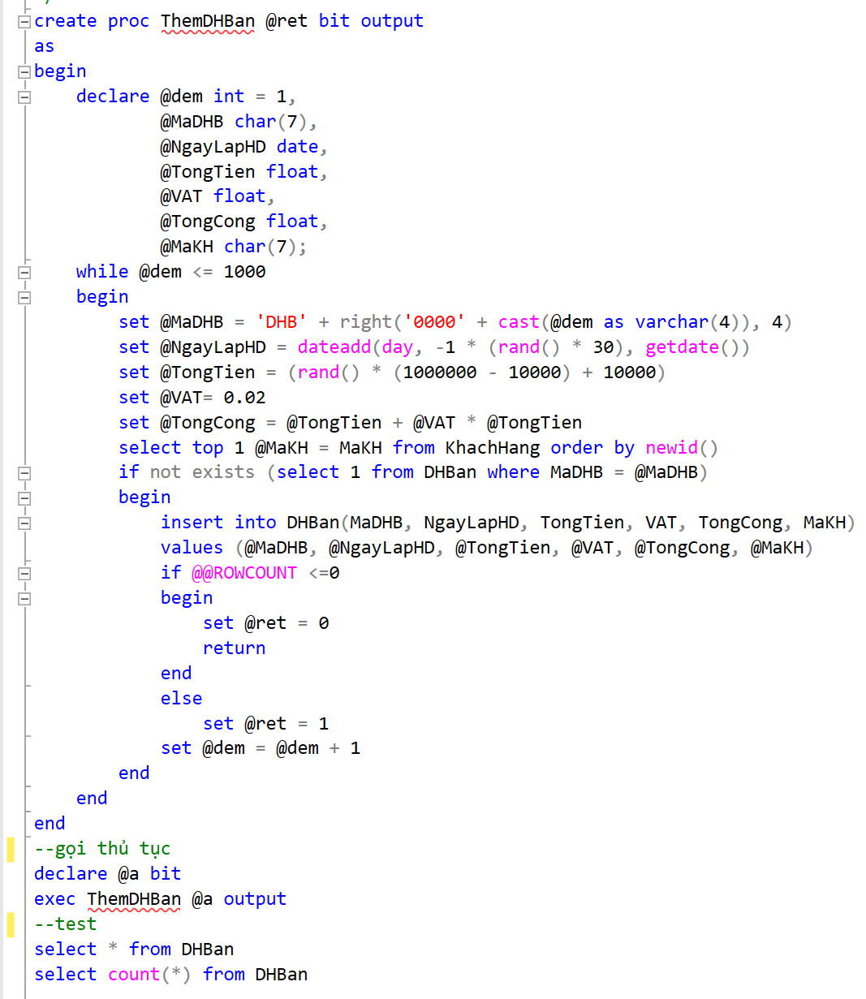 create proc ThemDHBan @ret bit output
as
begin
    declare @dem int = 1,
            @MaDHB char(7),
            @NgayLapHD date,
            @TongTien float,
            @VAT float,
            @TongCong float,
            @MaKH char(7);
    while @dem <= 1000
    begin
        set @MaDHB = 'DHB' + right('0000' + cast(@dem as varchar(4)), 4)
        set @NgayLapHD = dateadd(day, -1 * (rand() * 30), getdate())
        set @TongTien = (rand() * (1000000 - 10000) + 10000)
        set @VAT= 0.02
        set @TongCong = @TongTien + @VAT * @TongTien
        select top 1 @MaKH = MaKH from KhachHang order by newid()
        if not exists (select 1 from DHBan where MaDHB = @MaDHB)
        begin
            insert into DHBan(MaDHB, NgayLapHD, TongTien, VAT, TongCong, MaKH)
            values (@MaDHB, @NgayLapHD, @TongTien, @VAT, @TongCong, @MaKH)
            if @@ROWCOUNT <=0
            begin
                set @ret = 0
                return
            end
            else
                set @ret = 1
            set @dem = @dem + 1
        end
    end
end
--gọi thủ tục
declare @a bit
exec ThemDHBan @a output
--test
select * from DHBan
select count(*) from DHBan